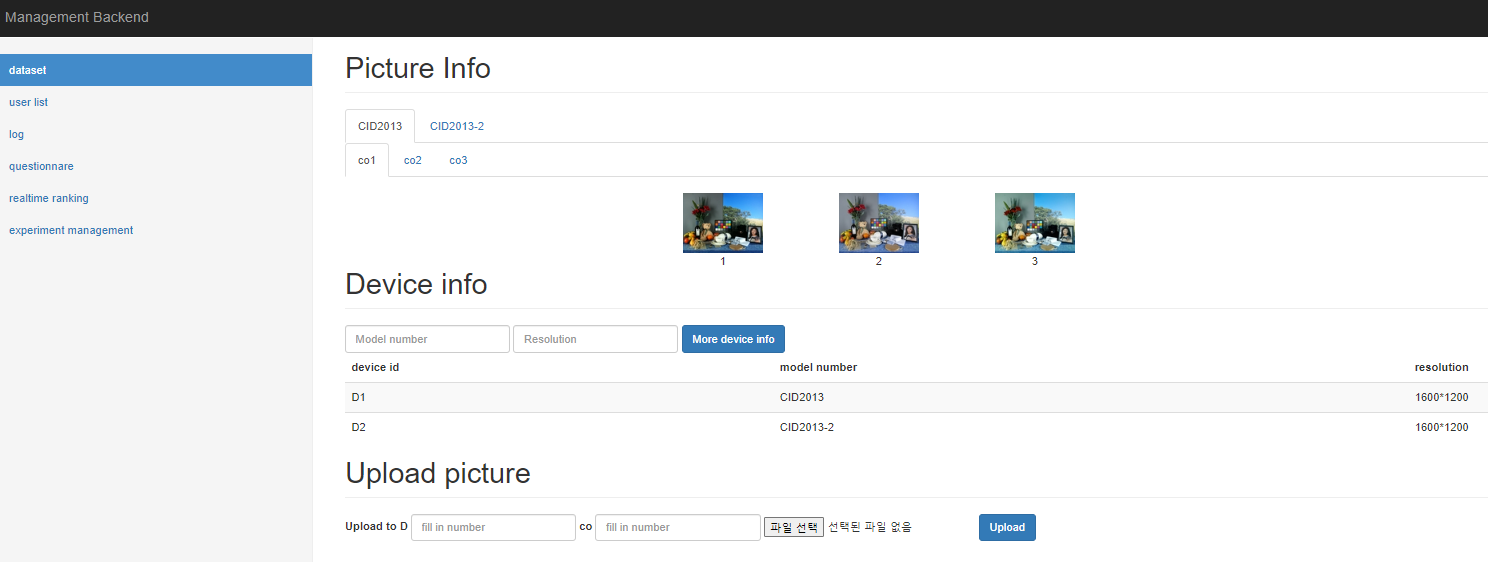 Management Backend
dataset
user list
log
questionnare
realtime ranking
experiment management
Picture Info
CID2013 CID2013-2
co1 co2 co3
1 2 3
Device info
Model number Resolution More device info
device id model number resolution
D1 CID2013 1600*1200
D2 CID2013-2 1600*1200
Upload picture
Upload to D fill in number co fill in number 파일 선택 선택된 파일 없음 Upload